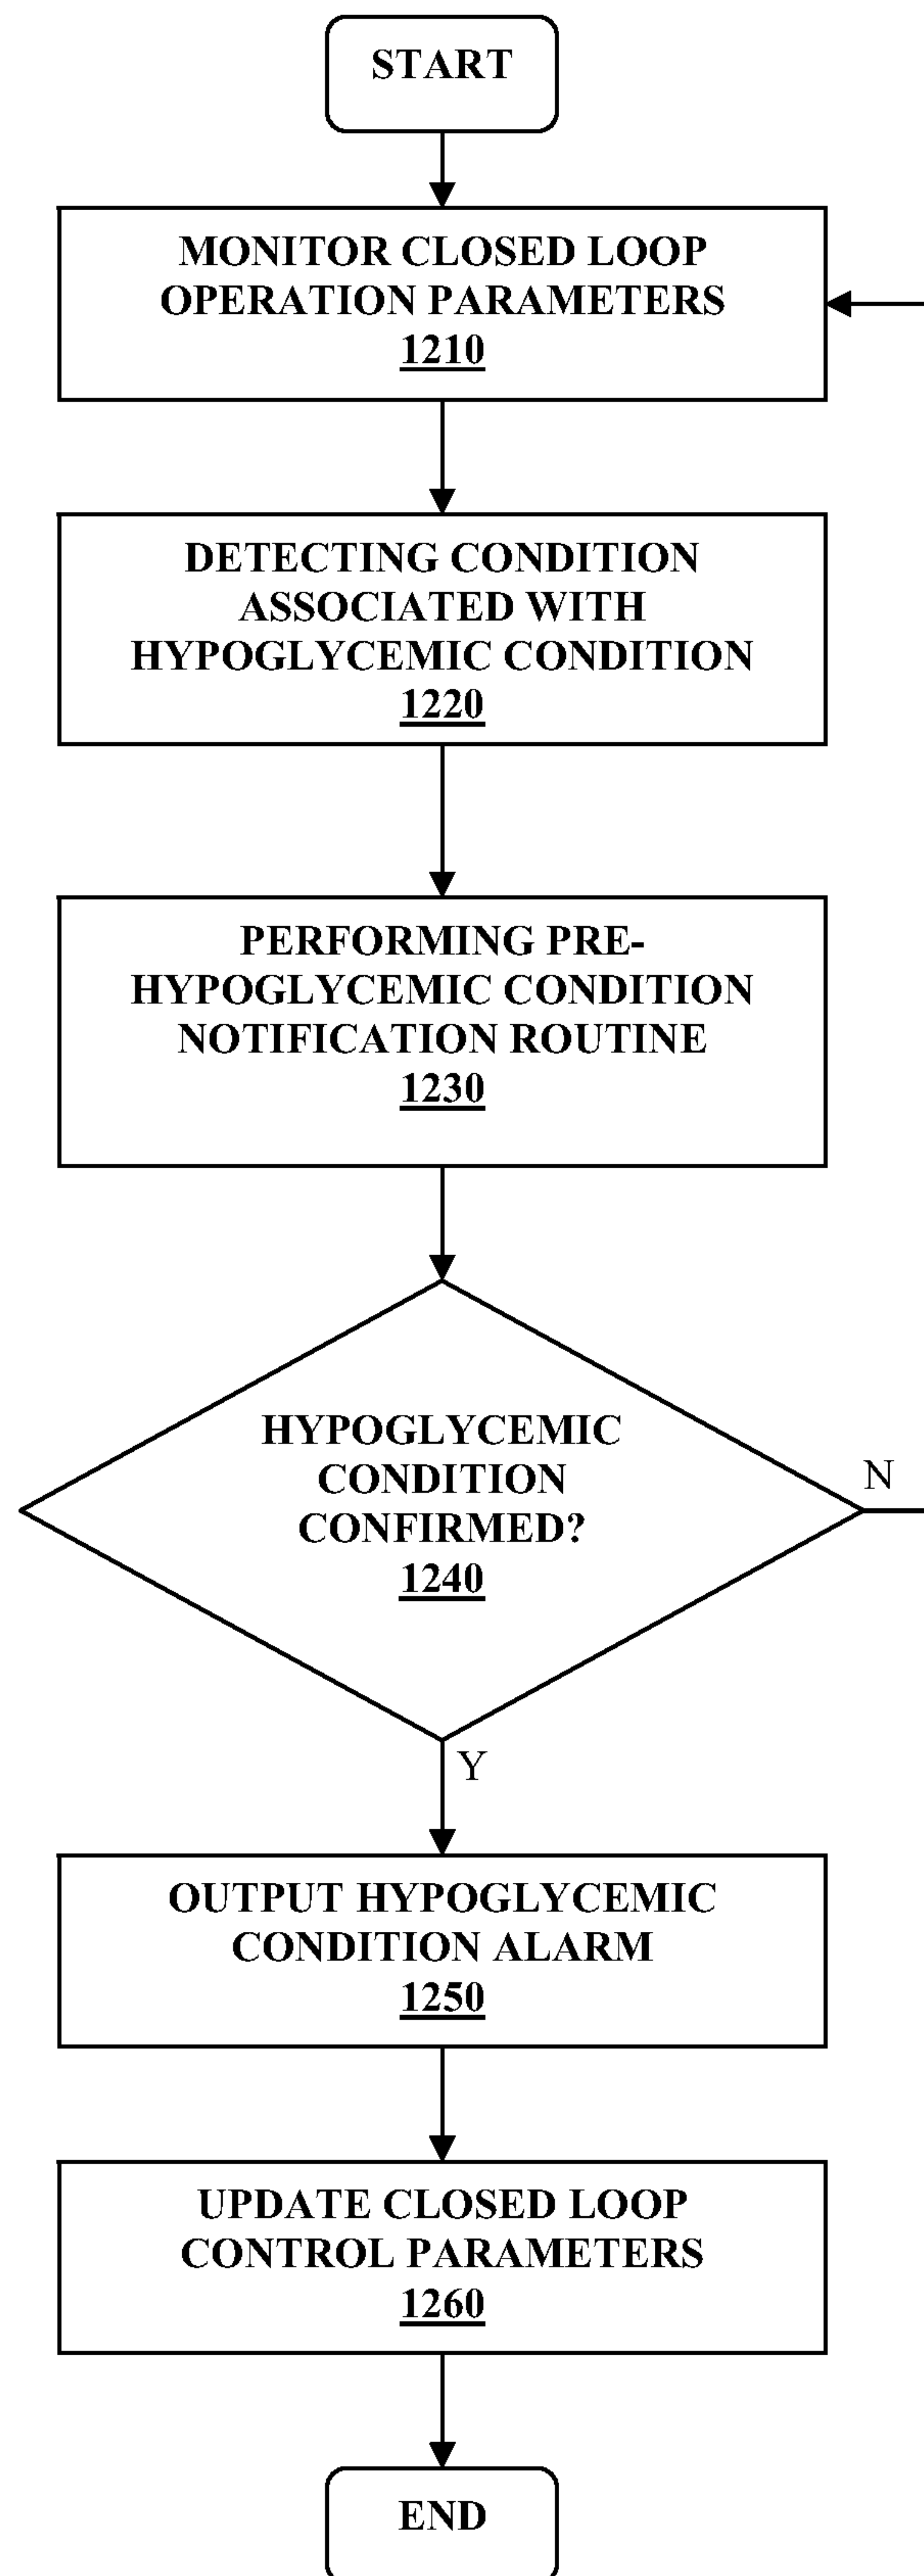 START
MONITOR CLOSED LOOP
OPERATION PARAMETERS
1210
DETECTING CONDITION
ASSOCIATED WITH
HYPOGLYCEMIC CONDITION
1220
PERFORMING PRE-
HYPOGLYCEMIC CONDITION
NOTIFICATION ROUTINE
1230
HYPOGLYCEMIC
CONDITION
CONFIRMED?
1240
N
Y
OUTPUT HYPOGLYCEMIC
CONDITION ALARM
1250
UPDATE CLOSED LOOP
CONTROL PARAMETERS
1260
END